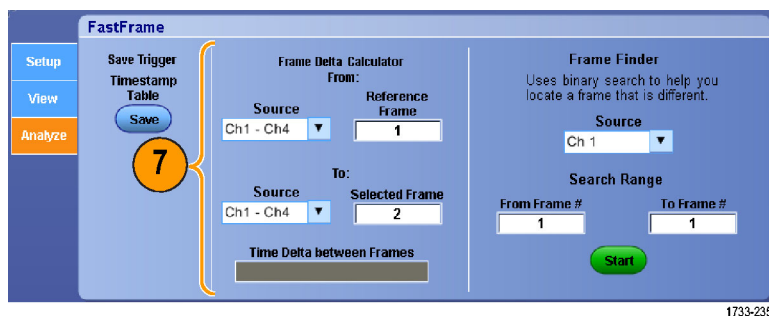 FastFrame
Setup
View
Analyze
Save Trigger
Timestamp
Table
Save
7
Frame Delta Calculator
From:
Source
Reference
Frame
Ch1 - Ch4
1
To:
Source
Selected Frame
Ch1 - Ch4
2
Time Delta between Frames
Frame Finder
Uses binary search to help you
locate a frame that is different.
Source
Ch 1
Search Range
From Frame #
To Frame #
1
1
Start
1733-235